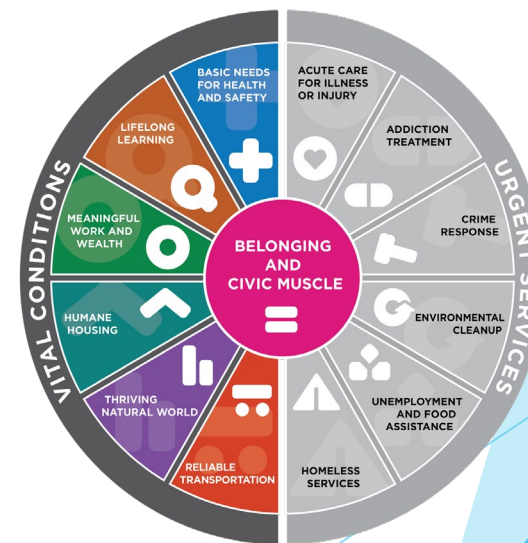 VITAL CONDITIONS
BASIC NEEDS
FOR HEALTH
AND SAFETY
LIFELONG
LEARNING
MEANINGFUL
WORK AND
WEALTH
HUMANE
HOUSING
THRIVING
NATURAL WORLD
RELIABLE
TRANSPORTATION
BELONGING
AND
CIVIC MUSCLE
URGENT SERVICES
ACUTE CARE
FOR ILLNESS
OR INJURY
ADDICTION
TREATMENT
CRIME
RESPONSE
ENVIRONMENTAL
CLEANUP
UNEMPLOYMENT
AND FOOD
ASSISTANCE
HOMELESS
SERVICES